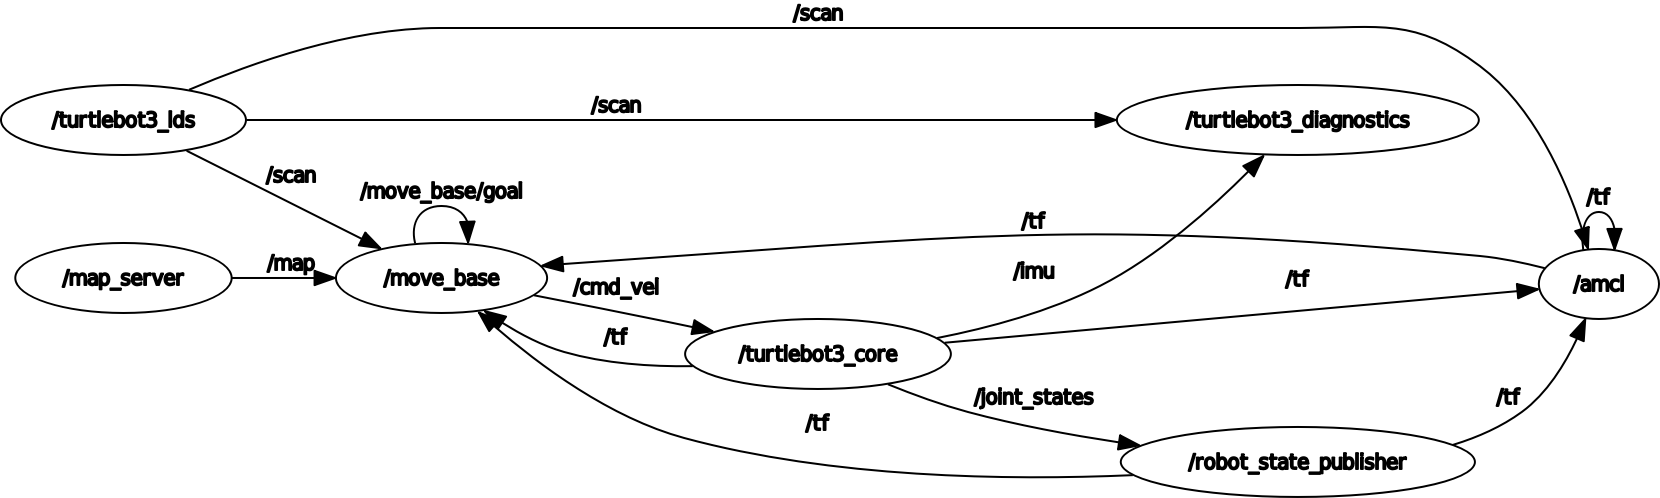 /scan
/scan
/turtlebot3_lds
/turtlebot3_diagnostics
/scan
/move_base/goal
/tf
/tf
/map
/imu
/map_server
/move_base
/cmd_vel
/tf
/amcl
/tf
/turtlebot3_core
/joint_states
/tf
/tf
/robot_state_publisher